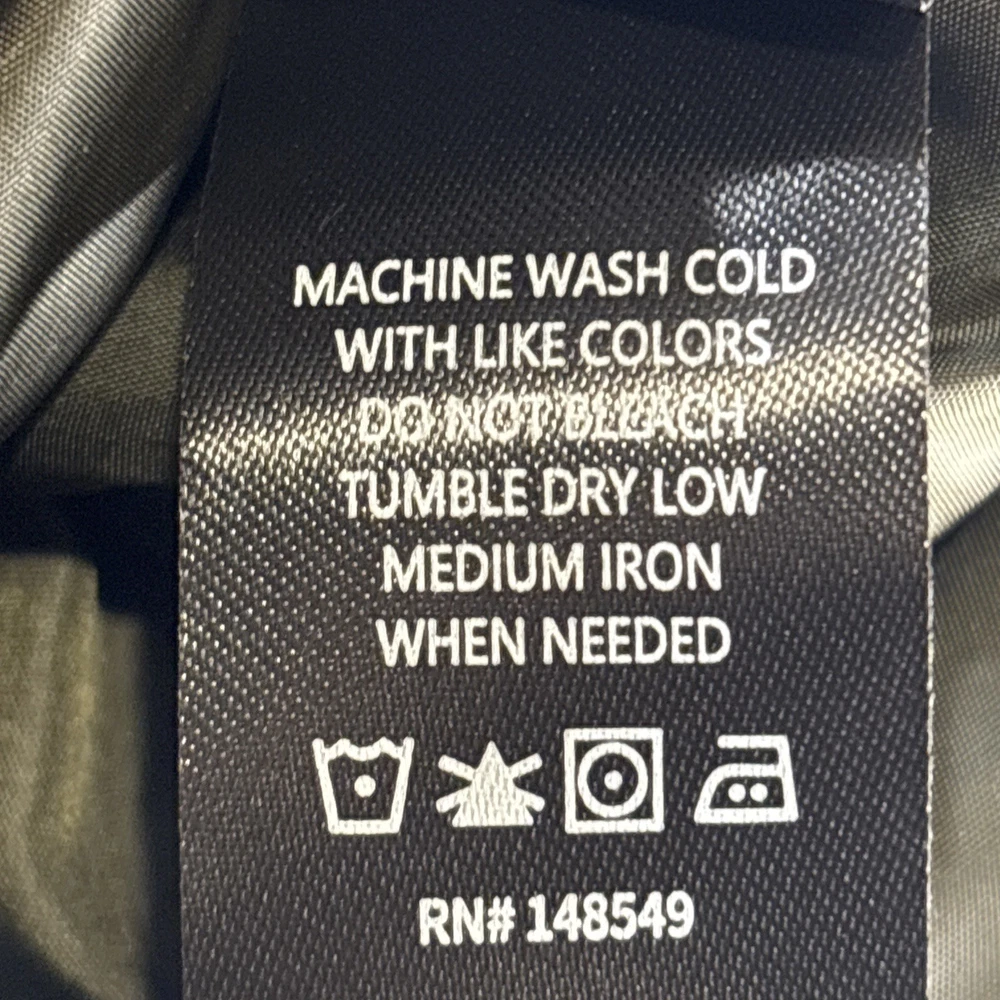 MACHINE WASH COLD
WITH LIKE COLORS
DO NOT BLEACH
TUMBLE DRY LOW
MEDIUM IRON
WHEN NEEDED
RN# 148549